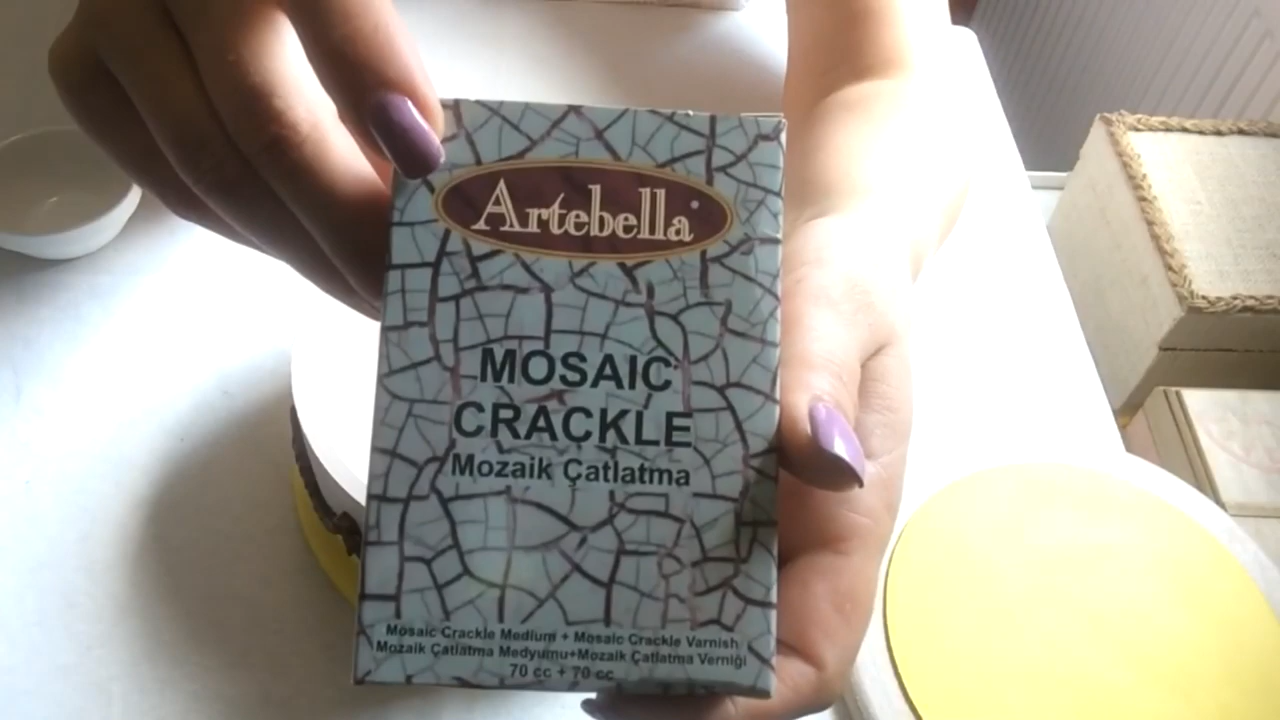 Artebella®
MOSAIC
CRACKLE
Mozaik Çatlatma
Mosaic Crackle Medium + Mosaic Crackle Varnish
Mozaik Çatlatma Medyumu+Mozaik Çatlatma Verniği
70 cc + 70 cc